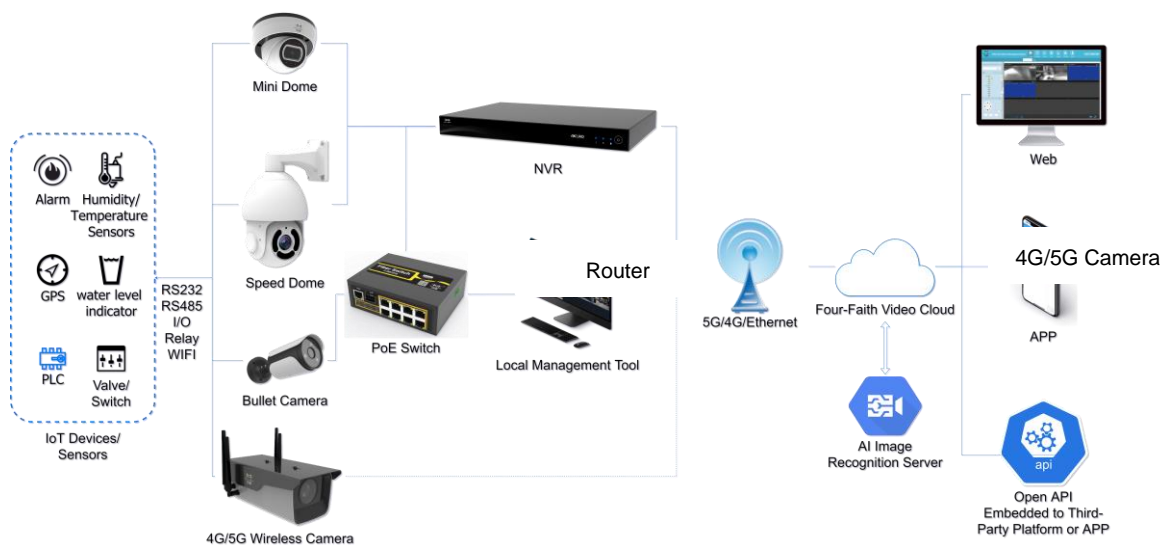 Mini Dome
NVR
Web
Alarm
Humidity/
Temperature
Sensors
GPS
water level
indicator
PLC
Valve/
Switch
IoT Devices/
Sensors
RS232
RS485
I/O
Relay
WIFI
Speed Dome
Router
PoE Switch
Local Management Tool
Bullet Camera
4G/5G Wireless Camera
5G/4G/Ethernet
Four-Faith Video Cloud
4G/5G Camera
APP
AI Image
Recognition Server
api
Open API
Embedded to Third-
Party Platform or APP